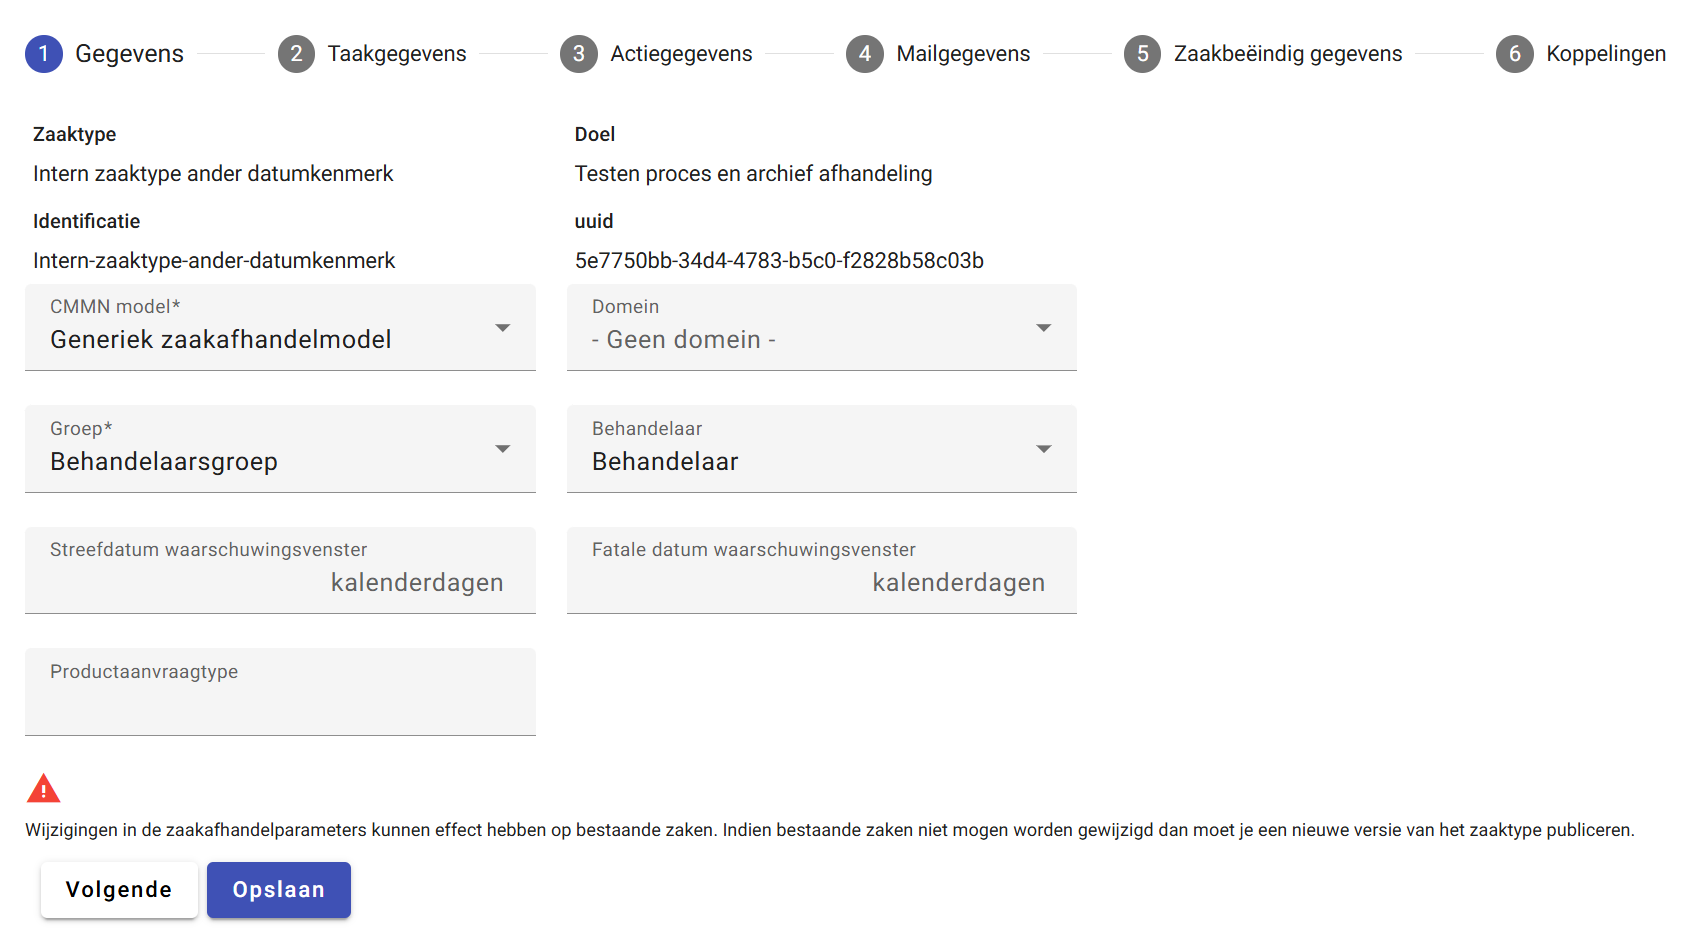 1 Gegevens 2 Taakgegevens 3 Actiegegevens 4 Mailgegevens 5 Zaakbeëindig gegevens 6 Koppelingen
Zaaktype Doel
Intern zaaktype ander datumkenmerk Testen proces en archief afhandeling
Identificatie uuid
Intern-zaaktype-ander-datumkenmerk 5e7750bb-34d4-4783-b5c0-f2828b58c03b
CMMN model* Domein
Generiek zaakafhandelmodel - Geen domein -
Groep* Behandelaar
Behandelaarsgroep Behandelaar
Streefdatum waarschuwingsvenster Fatale datum waarschuwingsvenster
kalenderdagen kalenderdagen
Productaanvraagtype
Wijzigingen in de zaakafhandelparameters kunnen effect hebben op bestaande zaken. Indien bestaande zaken niet mogen worden gewijzigd dan moet je een nieuwe versie van het zaaktype publiceren.
Volgende Opslaan